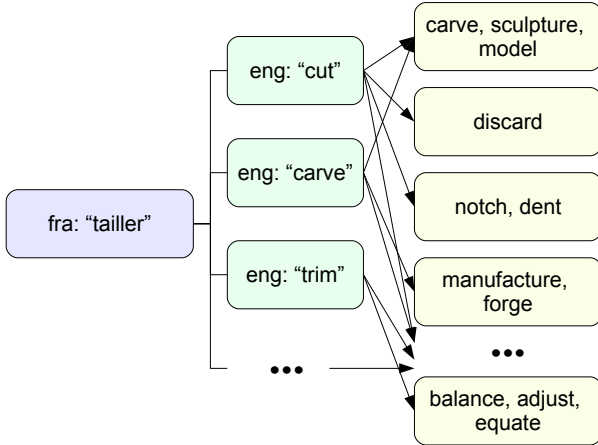 fra: “tailler”
eng: “cut”
eng: “carve”
eng: “trim”
•••
carve, sculpture,
model
discard
notch, dent
manufacture,
forge
•••
balance, adjust,
equate